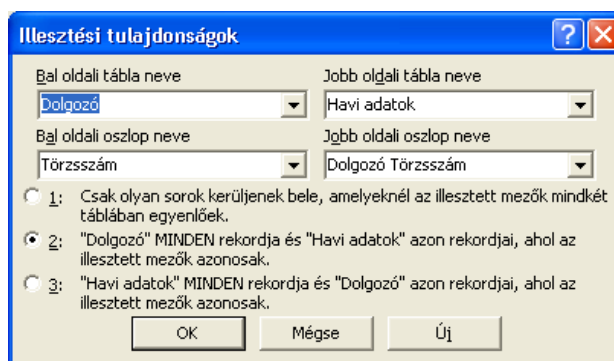 Illesztési tulajdonságok
Bal oldali tábla neve
Jobb oldali tábla neve
Dolgozó
Havi adatok
Bal oldali oszlop neve
Jobb oldali oszlop neve
Törzsszám
Dolgozó Törzsszám
1: Csak olyan sorok kerüljenek bele, amelyeknél az illesztett mezők mindkét
táblában egyenlőek.
2: "Dolgozó" MINDEN rekordja és "Havi adatok" azon rekordjai, ahol az
illesztett mezők azonosak.
3: "Havi adatok" MINDEN rekordja és "Dolgozó" azon rekordjai, ahol az
illesztett mezők azonosak.
OK
Mégse
Új